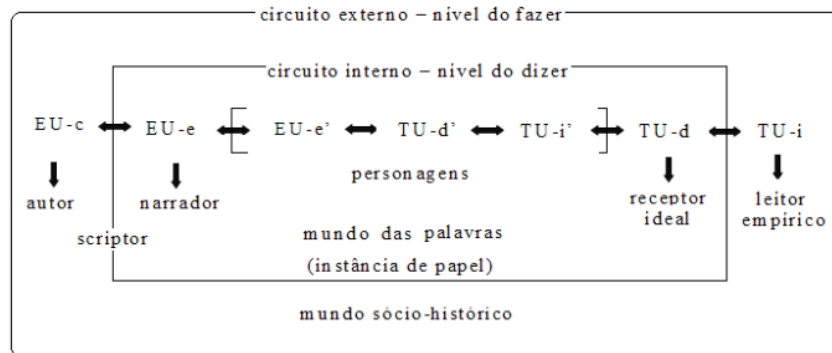 circuito externo – nível do fazer
circuito interno – nível do dizer
EU-c EU-e EU-e' TU-d' TU-i' TU-d TU-i
personagens
autor narrador receptor ideal leitor empírico
scriptor
mundo das palavras
(instância de papel)
mundo sócio-histórico